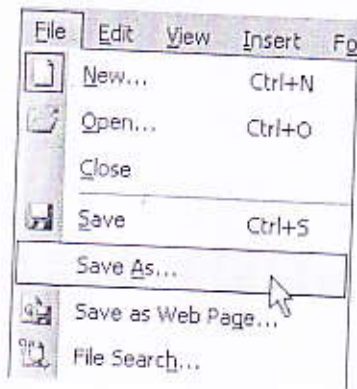 File Edit View Insert Fo
New... Ctrl+N
Open... Ctrl+O
Close
Save Ctrl+S
Save As...
Save as Web Page...
File Search...